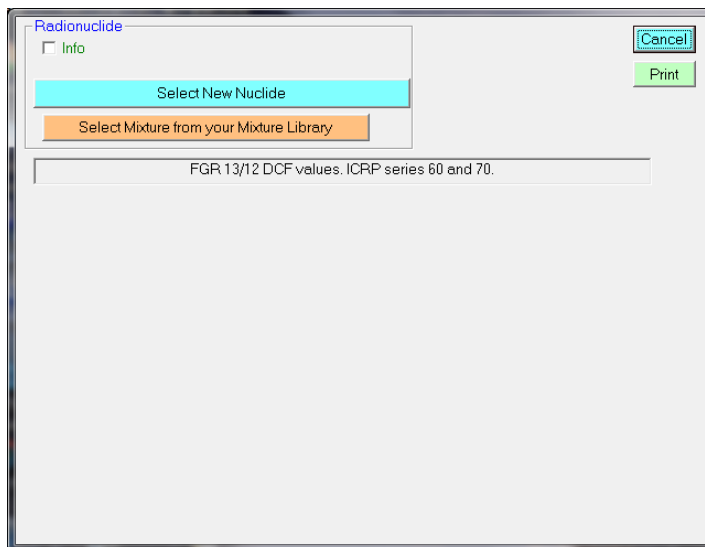 Radionuclide
Info
Cancel
Print
Select New Nuclide
Select Mixture from your Mixture Library
FGR 13/12 DCF values. ICRP series 60 and 70.